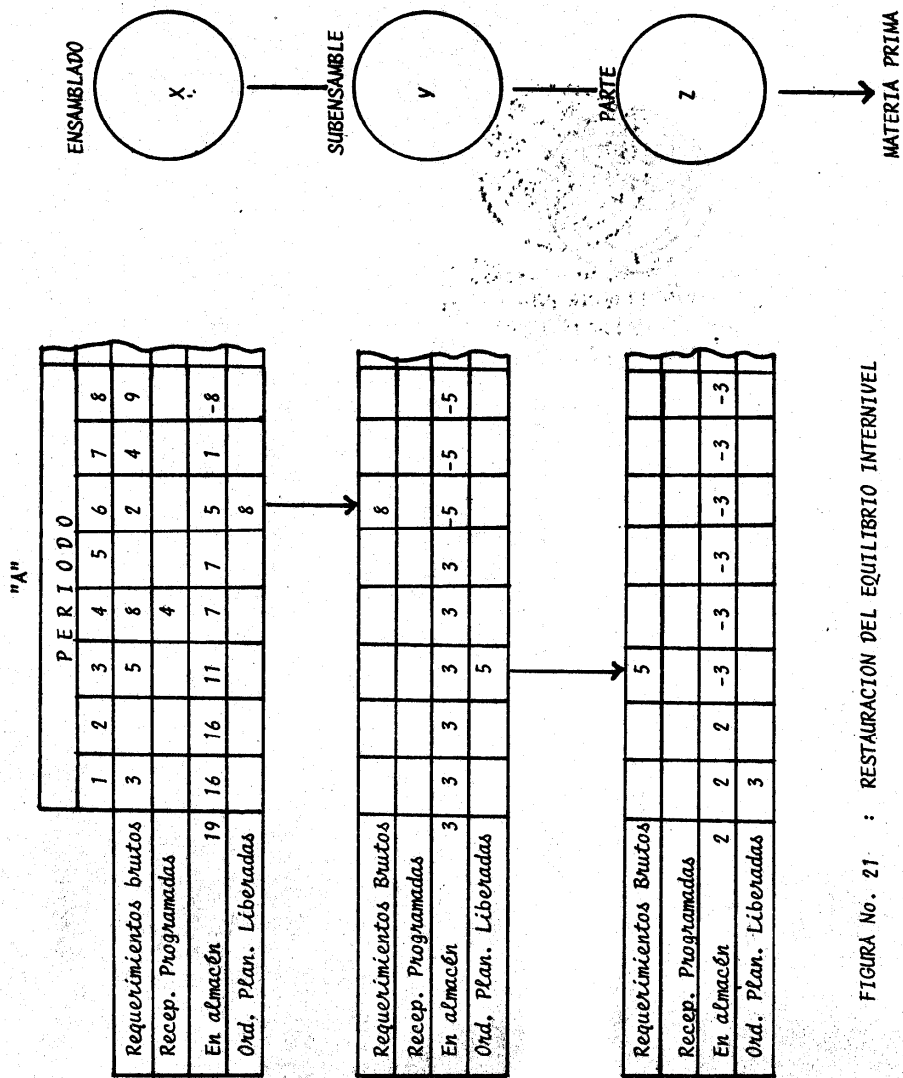 "A"
P E R I O D O
1 2 3 4 5 6 7 8
Requerimientos brutos 3 5 8 2 4 9
Recep. Programadas 4
En almacén 19 16 16 11 7 7 5 1 -8
Ord, Plan. Liberadas 8
Requerimientos Brutos 8
Recep. Programadas
En almacén 3 3 3 3 3 3 -5 -5 -5
Ord, Plan. Liberadas 5
Requerimientos Brutos 5
Recep. Programadas
En almacén 2 2 2 -3 -3 -3 -3 -3 -3
Ord. Plan. Liberadas 3
ENSAMBLADO
X
SUBENSAMBLE
Y
PARTE
Z
MATERIA PRIMA
FIGURA No. 21 : RESTAURACION DEL EQUILIBRIO INTERNIVEL